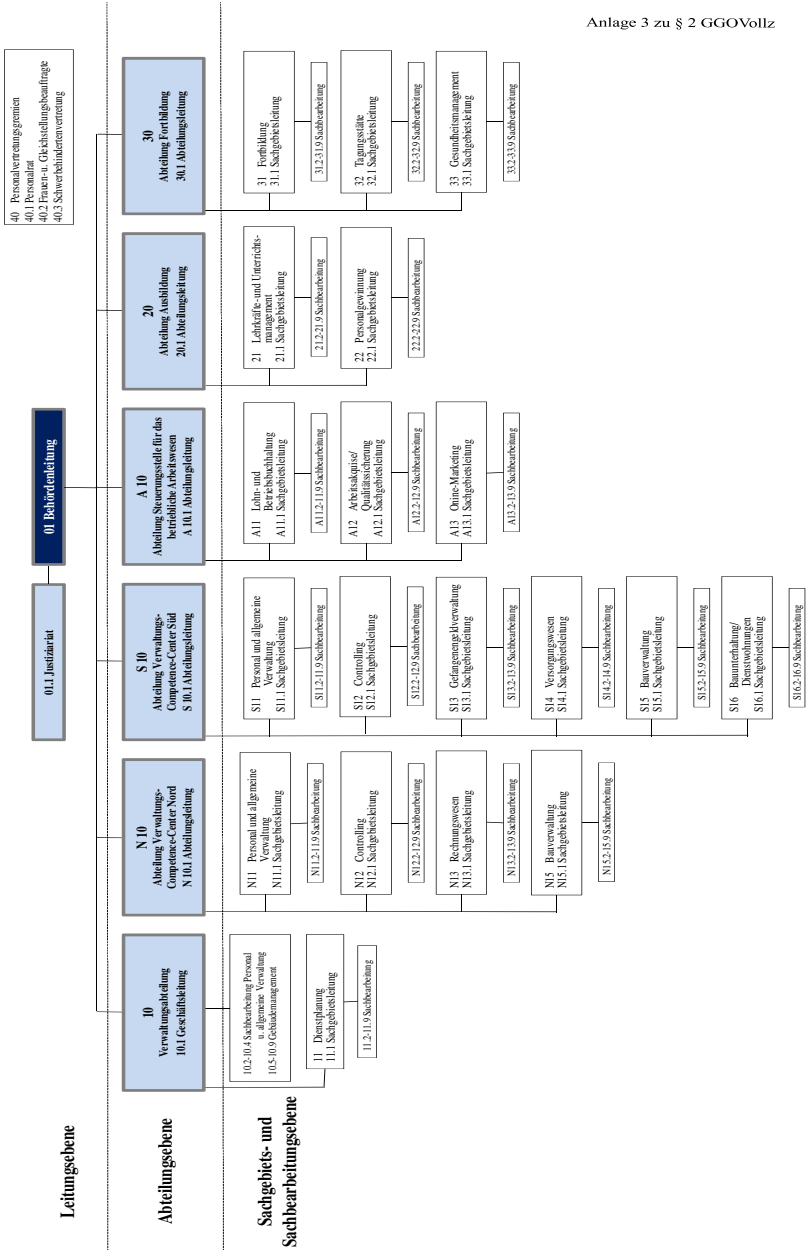 Anlage 3 zu § 2 GGOVollz
Leitungsebene
01.1 Justiziariat
01 Behördenleitung
40 Personalvertretungsgremien
40.1 Personalrat
40.2 Frauen- u. Gleichstellungsbeauftragte
40.3 Schwerbehindertenvertretung
Abteilungsebene
10
Verwaltungsabteilung
10.1 Geschäftsleitung
N 10
Abteilung Verwaltungs-
Competence-Center Nord
N 10.1 Abteilungsleitung
S 10
Abteilung Verwaltungs-
Competence-Center Süd
S 10.1 Abteilungsleitung
A 10
Abteilung Steuerungsstelle für das
betriebliche Arbeitswesen
A 10.1 Abteilungsleitung
20
Abteilung Ausbildung
20.1 Abteilungsleitung
30
Abteilung Fortbildung
30.1 Abteilungsleitung
Sachgebiets- und
Sachbearbeitungsebene
10.2-10.4 Sachbearbeitung Personal
u. allgemeine Verwaltung
10.5-10.9 Gebäudemanagement
11 Dienstplanung
11.1 Sachgebietsleitung
11.2-11.9 Sachbearbeitung
N11 Personal und allgemeine
Verwaltung
N11.1 Sachgebietsleitung
N11.2-11.9 Sachbearbeitung
N12 Controlling
N12.1 Sachgebietsleitung
N12.2-12.9 Sachbearbeitung
N13 Rechnungswesen
N13.1 Sachgebietsleitung
N13.2-13.9 Sachbearbeitung
N15 Bauverwaltung
N15.1 Sachgebietsleitung
N15.2-15.9 Sachbearbeitung
S11 Personal und allgemeine
Verwaltung
S11.1 Sachgebietsleitung
S11.2-11.9 Sachbearbeitung
S12 Controlling
S12.1 Sachgebietsleitung
S12.2-12.9 Sachbearbeitung
S13 Gefangenengeldverwaltung
S13.1 Sachgebietsleitung
S13.2-13.9 Sachbearbeitung
S14 Versorgungswesen
S14.1 Sachgebietsleitung
S14.2-14.9 Sachbearbeitung
S15 Bauverwaltung
S15.1 Sachgebietsleitung
S15.2-15.9 Sachbearbeitung
S16 Bauunterhaltung/
Dienstwohnungen
S16.1 Sachgebietsleitung
S16.2-16.9 Sachbearbeitung
A11 Lohn- und
Betriebsbuchhaltung
A11.1 Sachgebietsleitung
A11.2-11.9 Sachbearbeitung
A12 Arbeitsakquise/
Qualitätssicherung
A12.1 Sachgebietsleitung
A12.2-12.9 Sachbearbeitung
A13 Onine-Marketing
A13.1 Sachgebietsleitung
A13.2-13.9 Sachbearbeitung
21 Lehrkräfte- und Unterrichts-
management
21.1 Sachgebietsleitung
21.2-21.9 Sachbearbeitung
22 Personalgewinnung
22.1 Sachgebietsleitung
22.2-22.9 Sachbearbeitung
31 Fortbildung
31.1 Sachgebietsleitung
31.2-31.9 Sachbearbeitung
32 Tagungsstätte
32.1 Sachgebietsleitung
32.2-32.9 Sachbearbeitung
33 Gesundheitsmanagement
33.1 Sachgebietsleitung
33.2-33.9 Sachbearbeitung